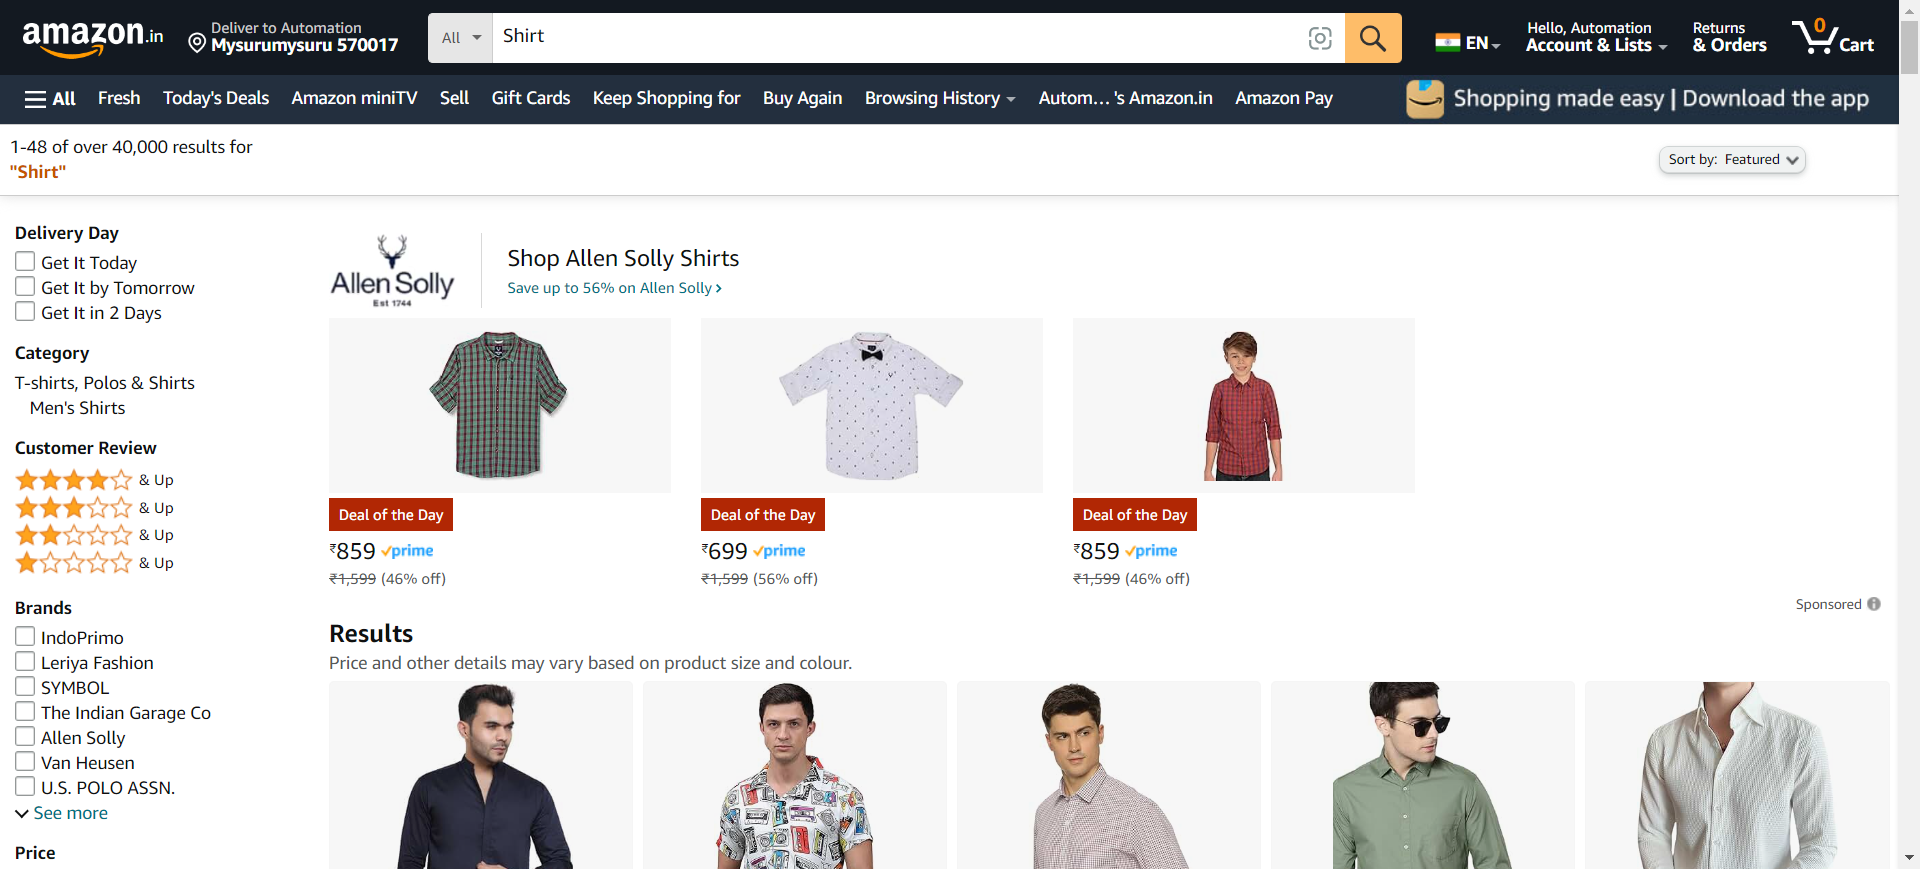 amazon.in
Deliver to Automation
Mysurumysuru 570017
All
Shirt
EN
Hello, Automation
Account & Lists
Returns
& Orders
0
Cart
All
Fresh
Today's Deals
Amazon miniTV
Sell
Gift Cards
Keep Shopping for
Buy Again
Browsing History
Autom... 's Amazon.in
Amazon Pay
Shopping made easy | Download the app
1-48 of over 40,000 results for
"Shirt"
Sort by: Featured
Delivery Day
Get It Today
Get It by Tomorrow
Get It in 2 Days
Category
T-shirts, Polos & Shirts
Men's Shirts
Customer Review
& Up
& Up
& Up
& Up
Brands
IndoPrimo
Leriya Fashion
SYMBOL
The Indian Garage Co
Allen Solly
Van Heusen
U.S. POLO ASSN.
See more
Price
Allen Solly
Est 1744
Shop Allen Solly Shirts
Save up to 56% on Allen Solly
Deal of the Day
₹859 prime
₹1,599 (46% off)
Deal of the Day
₹699 prime
₹1,599 (56% off)
Deal of the Day
₹859 prime
₹1,599 (46% off)
Sponsored
Results
Price and other details may vary based on product size and colour.